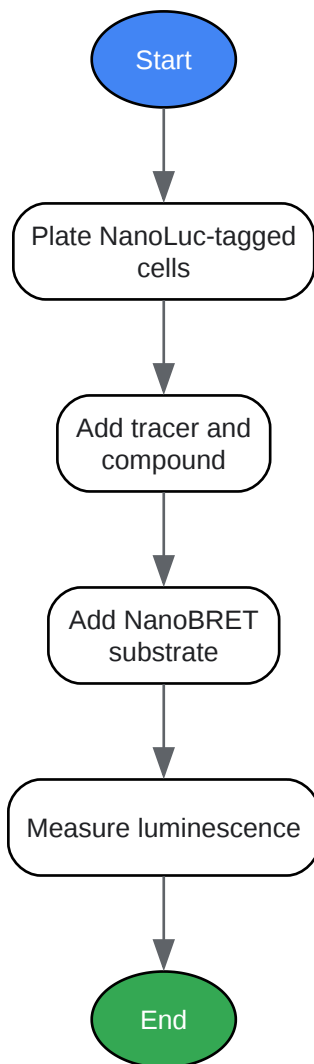 Start
Plate NanoLuc-tagged
cells
Add tracer and
compound
Add NanoBRET
substrate
Measure luminescence
End